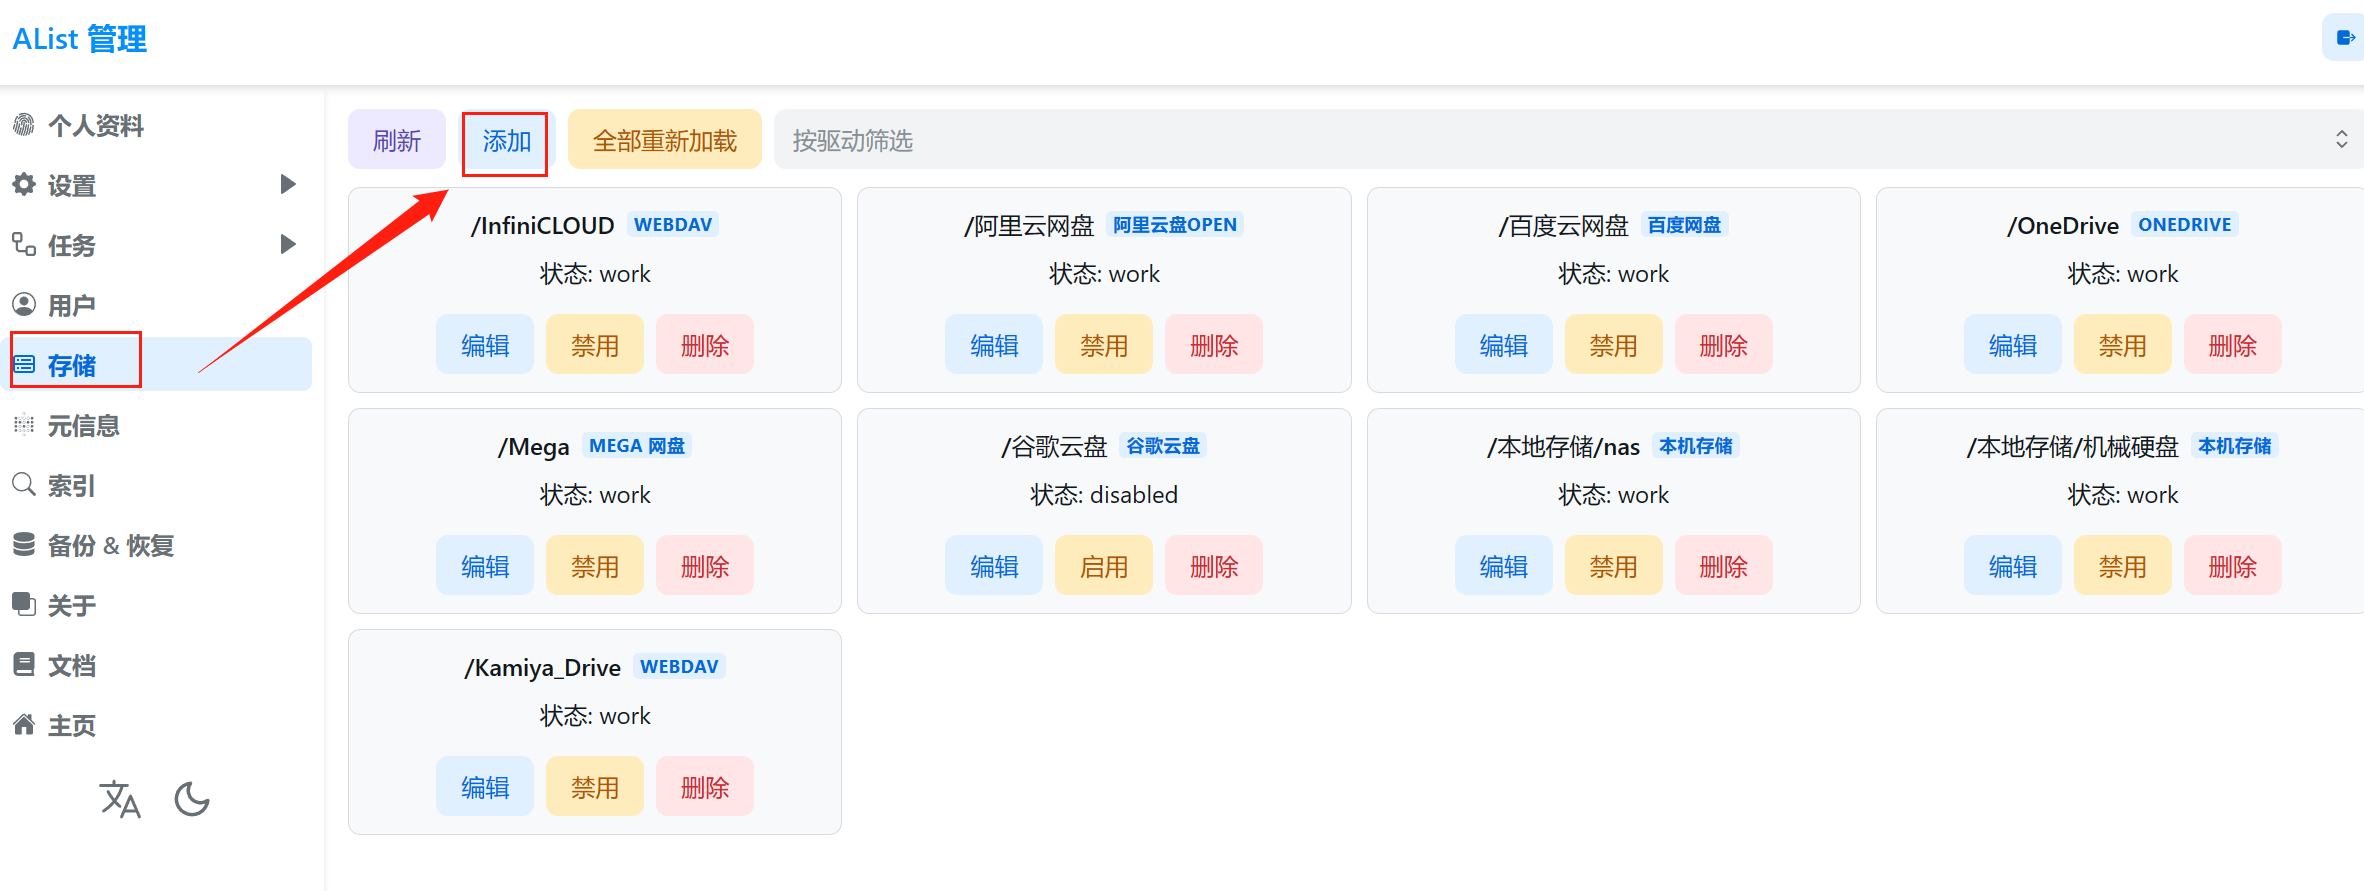 AList 管理
个人资料
设置
任务
用户
存储
元信息
索引
备份 & 恢复
关于
文档
主页
刷新 添加 全部重新加载 按驱动筛选
/InfiniCLOUD WEBDAV
状态: work
编辑 禁用 删除
/阿里云网盘 阿里云盘OPEN
状态: work
编辑 禁用 删除
/百度云网盘 百度网盘
状态: work
编辑 禁用 删除
/OneDrive ONEDRIVE
状态: work
编辑 禁用 删除
/Mega MEGA 网盘
状态: work
编辑 禁用 删除
/谷歌云盘 谷歌云盘
状态: disabled
编辑 启用 删除
/本地存储/nas 本机存储
状态: work
编辑 禁用 删除
/本地存储/机械硬盘 本机存储
状态: work
编辑 禁用 删除
/Kamiya_Drive WEBDAV
状态: work
编辑 禁用 删除